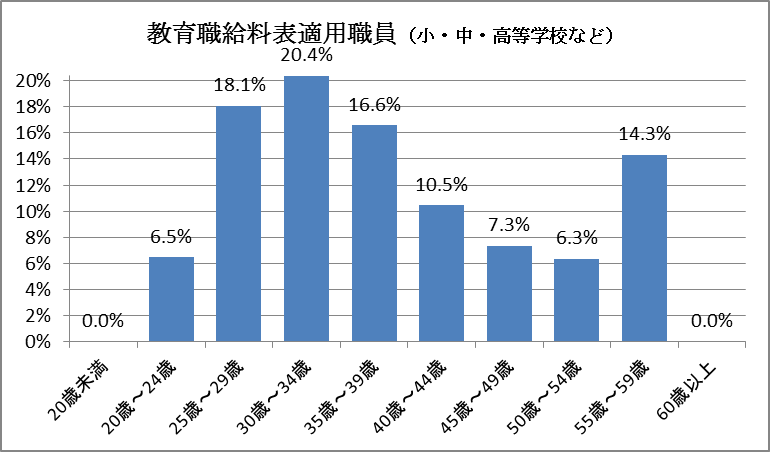 教育職給料表適用職員（小・中・高等学校など）
20.4%
18.1%
16.6%
14.3%
10.5%
7.3%
6.5%
6.3%
0.0%
0.0%
20%
18%
16%
14%
12%
10%
8%
6%
4%
2%
0%
20歳未満
20歳～24歳
25歳～29歳
30歳～34歳
35歳～39歳
40歳～44歳
45歳～49歳
50歳～54歳
55歳～59歳
60歳以上